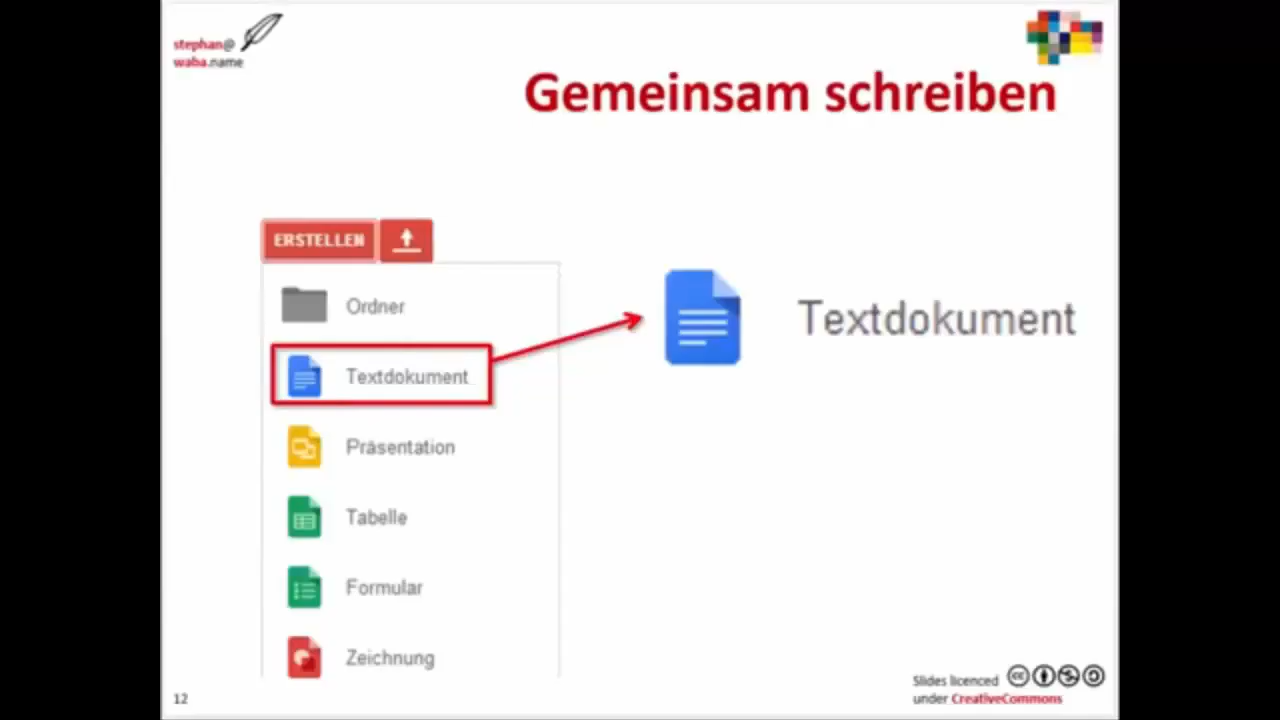 stephan@
waba.name
Gemeinsam schreiben
ERSTELLEN
Ordner
Textdokument
Textdokument
Präsentation
Tabelle
Formular
Zeichnung
12
Slides licenced
under CreativeCommons